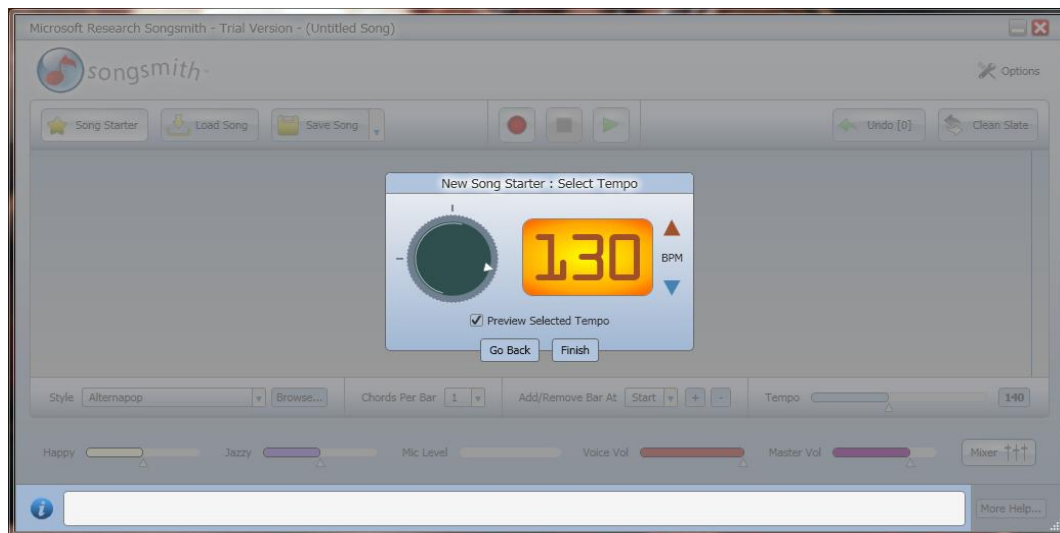 Microsoft Research Songsmith - Trial Version - (Untitled Song)
songsmith
Options
Song Starter Load Song Save Song Undo [0] Clean Slate
New Song Starter : Select Tempo
130 BPM
Preview Selected Tempo
Go Back Finish
Style Alternapop Browse... Chords Per Bar 1 Add/Remove Bar At Start + - Tempo 140
Happy Jazzy Mic Level Voice Vol Master Vol Mixer
More Help...